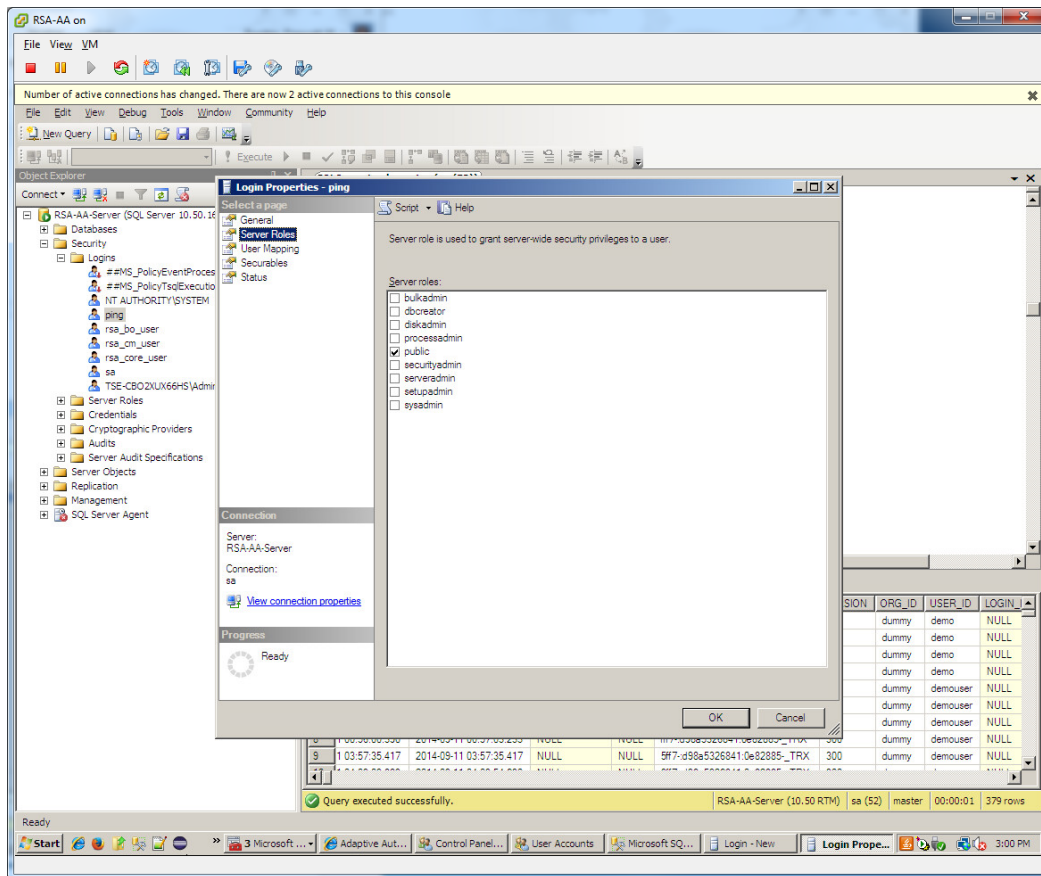 RSA-AA on
File View VM
Number of active connections has changed. There are now 2 active connections to this console
File Edit View Debug Tools Window Community Help
New Query
Execute
Object Explorer
Connect
RSA-AA-Server (SQL Server 10.50.16
Databases
Security
Logins
##MS_PolicyEventProces
##MS_PolicyTsqlExecutio
NT AUTHORITY\SYSTEM
ping
rsa_bo_user
rsa_cm_user
rsa_core_user
sa
TSE-CBO2XUX66HS\Admir
Server Roles
Credentials
Cryptographic Providers
Audits
Server Audit Specifications
Server Objects
Replication
Management
SQL Server Agent
Login Properties - ping
Select a page
General
Server Roles
User Mapping
Securables
Status
Script Help
Server role is used to grant server-wide security privileges to a user.
Server roles:
bulkadmin
dbcreator
diskadmin
processadmin
public
securityadmin
serveradmin
setupadmin
sysadmin
Connection
Server:
RSA-AA-Server
Connection:
sa
View connection properties
Progress
Ready
OK Cancel
SION ORG_ID USER_ID LOGIN_
dummy demo NULL
dummy demo NULL
dummy demo NULL
dummy demo NULL
dummy demouser NULL
dummy demouser NULL
dummy demouser NULL
dummy demouser NULL
9 1 03:57:35.417 2014-09-11 03:57:35.417 NULL NULL 5ff7-:d98a5326841:0e82885-_TRX 300 dummy demouser NULL
Query executed successfully. RSA-AA-Server (10.50 RTM) sa (52) master 00:00:01 379 rows
Ready
Start 3 Microsoft ... Adaptive Aut... Control Panel... User Accounts Microsoft SQ... Login - New Login Prope... 3:00 PM